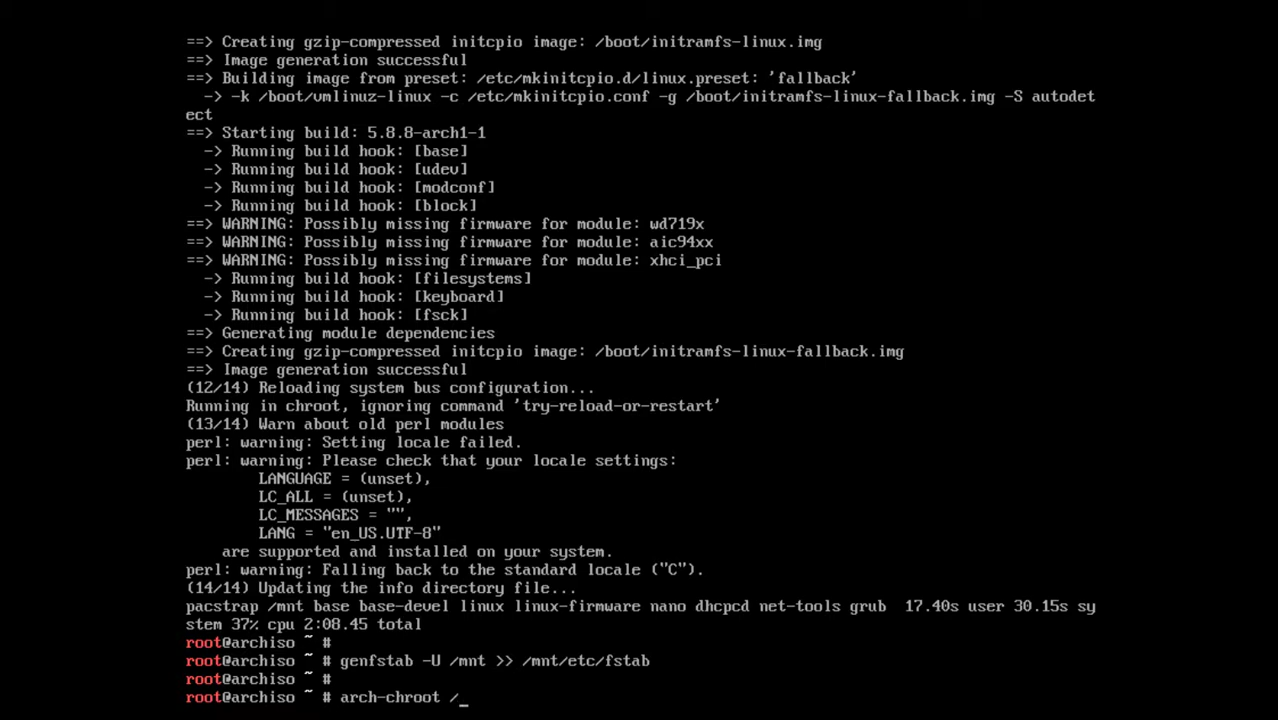 ==> Creating gzip-compressed initcpio image: /boot/initramfs-linux.img
==> Image generation successful
==> Building image from preset: /etc/mkinitcpio.d/linux.preset: 'fallback'
  -> -k /boot/vmlinuz-linux -c /etc/mkinitcpio.conf -g /boot/initramfs-linux-fallback.img -S autodet
ect
==> Starting build: 5.8.8-arch1-1
  -> Running build hook: [base]
  -> Running build hook: [udev]
  -> Running build hook: [modconf]
  -> Running build hook: [block]
==> WARNING: Possibly missing firmware for module: wd719x
==> WARNING: Possibly missing firmware for module: aic94xx
==> WARNING: Possibly missing firmware for module: xhci_pci
  -> Running build hook: [filesystems]
  -> Running build hook: [keyboard]
  -> Running build hook: [fsck]
==> Generating module dependencies
==> Creating gzip-compressed initcpio image: /boot/initramfs-linux-fallback.img
==> Image generation successful
(12/14) Reloading system bus configuration...
Running in chroot, ignoring command 'try-reload-or-restart'
(13/14) Warn about old perl modules
perl: warning: Setting locale failed.
perl: warning: Please check that your locale settings:
        LANGUAGE = (unset),
        LC_ALL = (unset),
        LC_MESSAGES = "",
        LANG = "en_US.UTF-8"
    are supported and installed on your system.
perl: warning: Falling back to the standard locale ("C").
(14/14) Updating the info directory file...
pacstrap /mnt base base-devel linux linux-firmware nano dhcpcd net-tools grub  17.40s user 30.15s sy
stem 37% cpu 2:08.45 total
root@archiso ~ #
root@archiso ~ # genfstab -U /mnt >> /mnt/etc/fstab
root@archiso ~ #
root@archiso ~ # arch-chroot /_